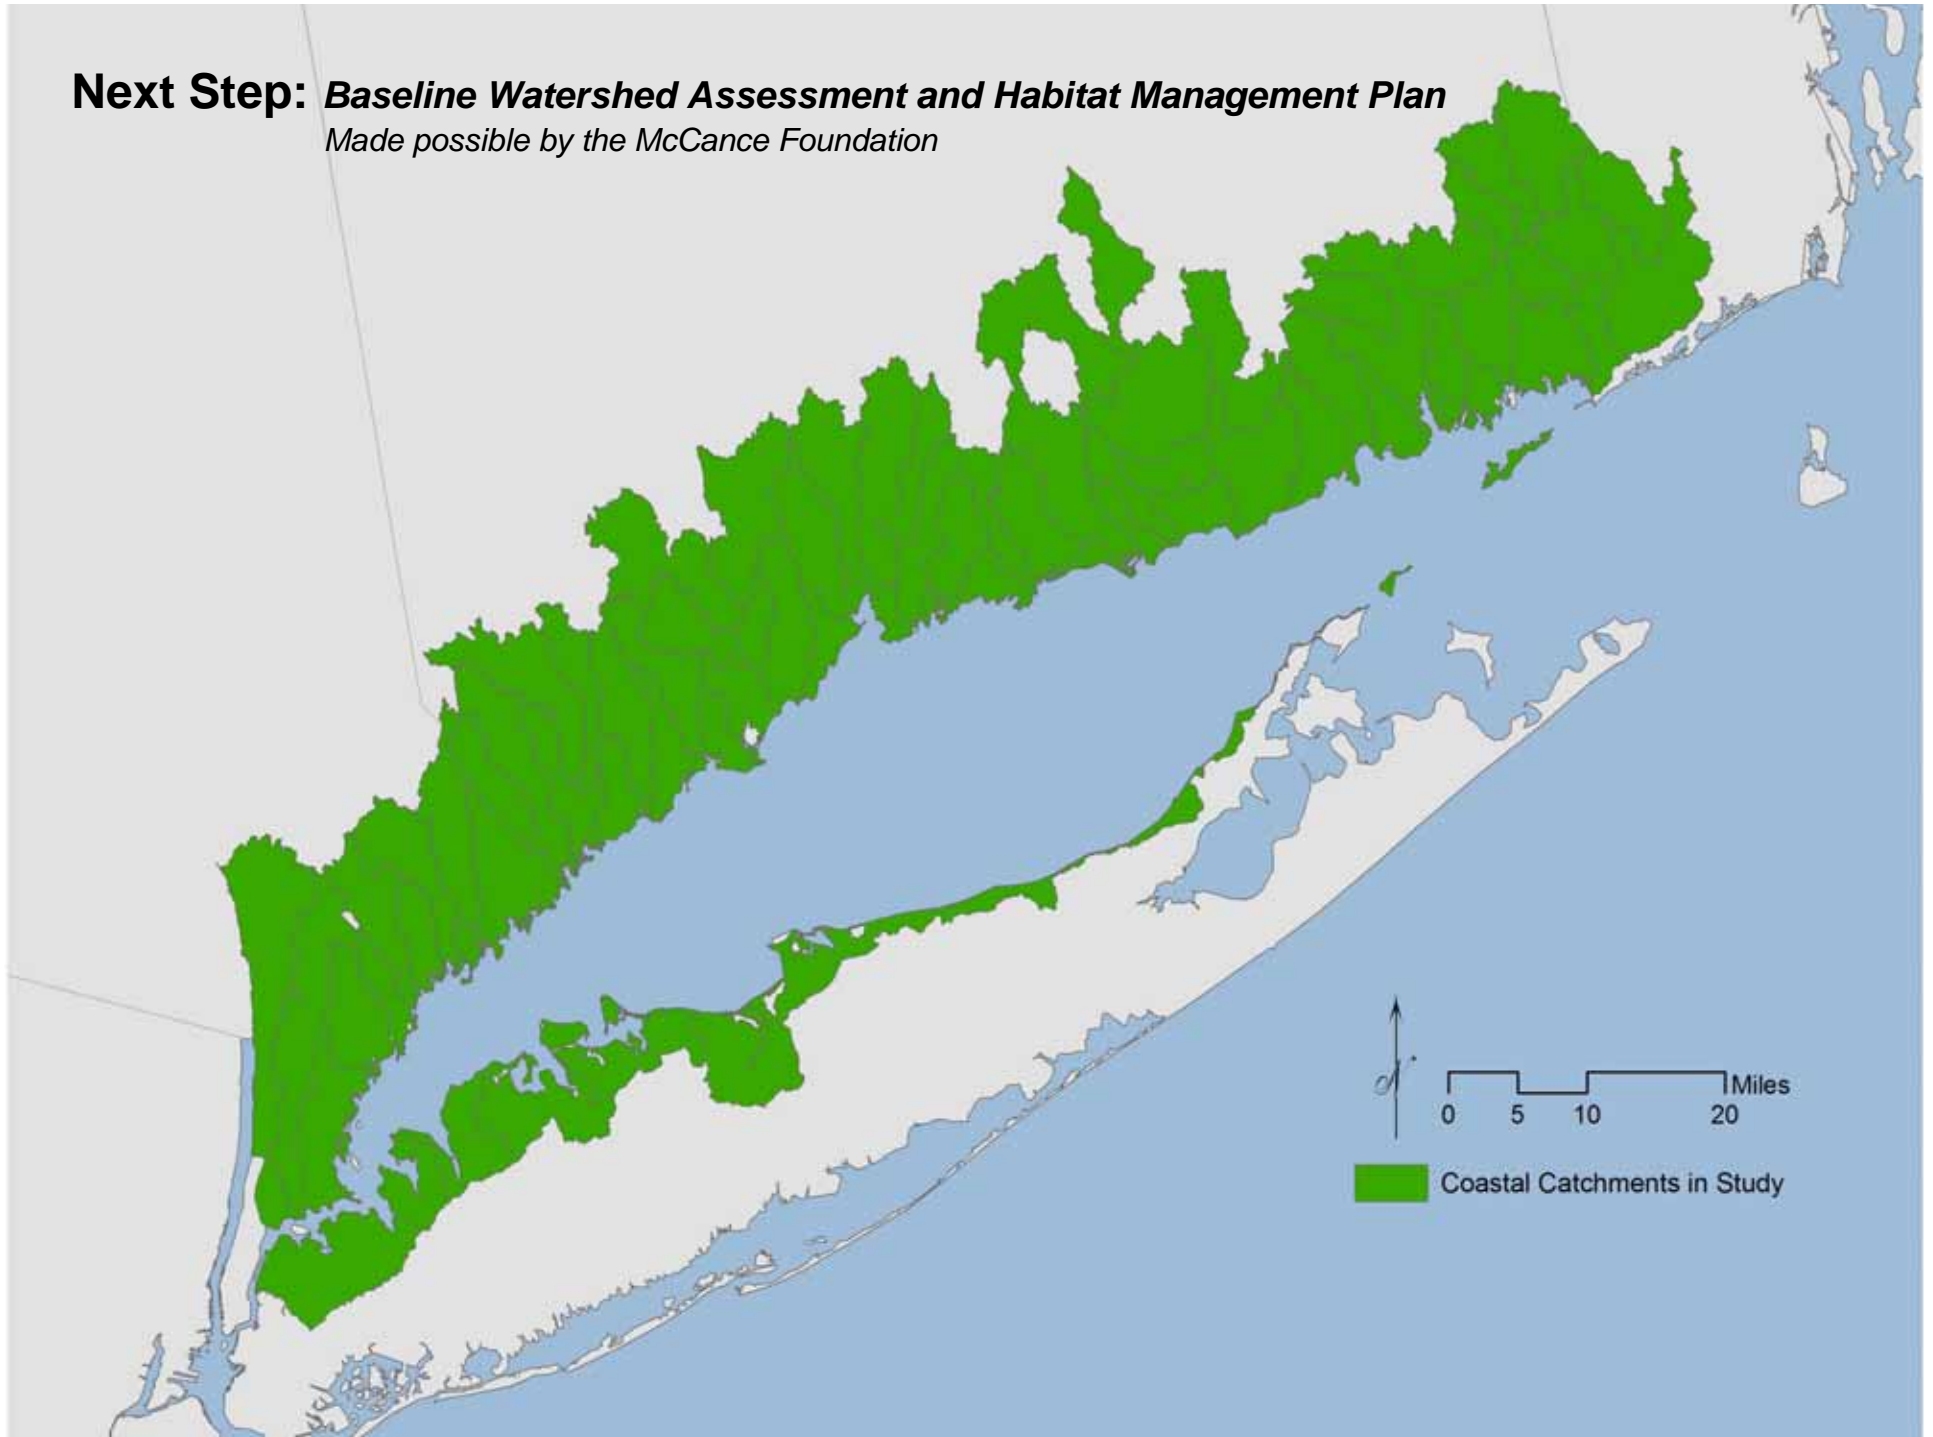 Next Step: Baseline Watershed Assessment and Habitat Management Plan
Made possible by the McCance Foundation
Miles
0 5 10 20
Coastal Catchments in Study